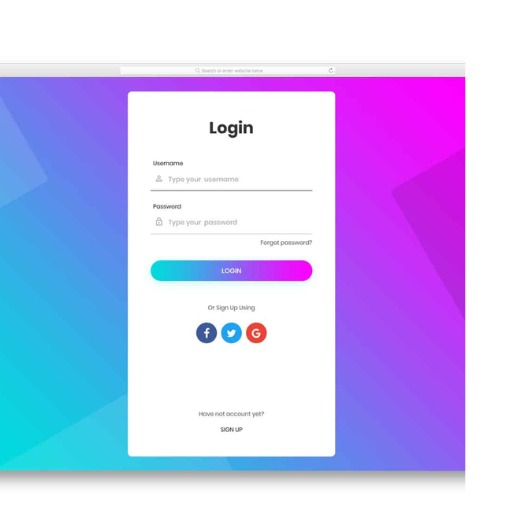 Search or enter website name
Login
Username
Type your username
Password
Type your password
Forgot password?
LOGIN
Or Sign Up Using
f
G
Have not account yet?
SIGN UP